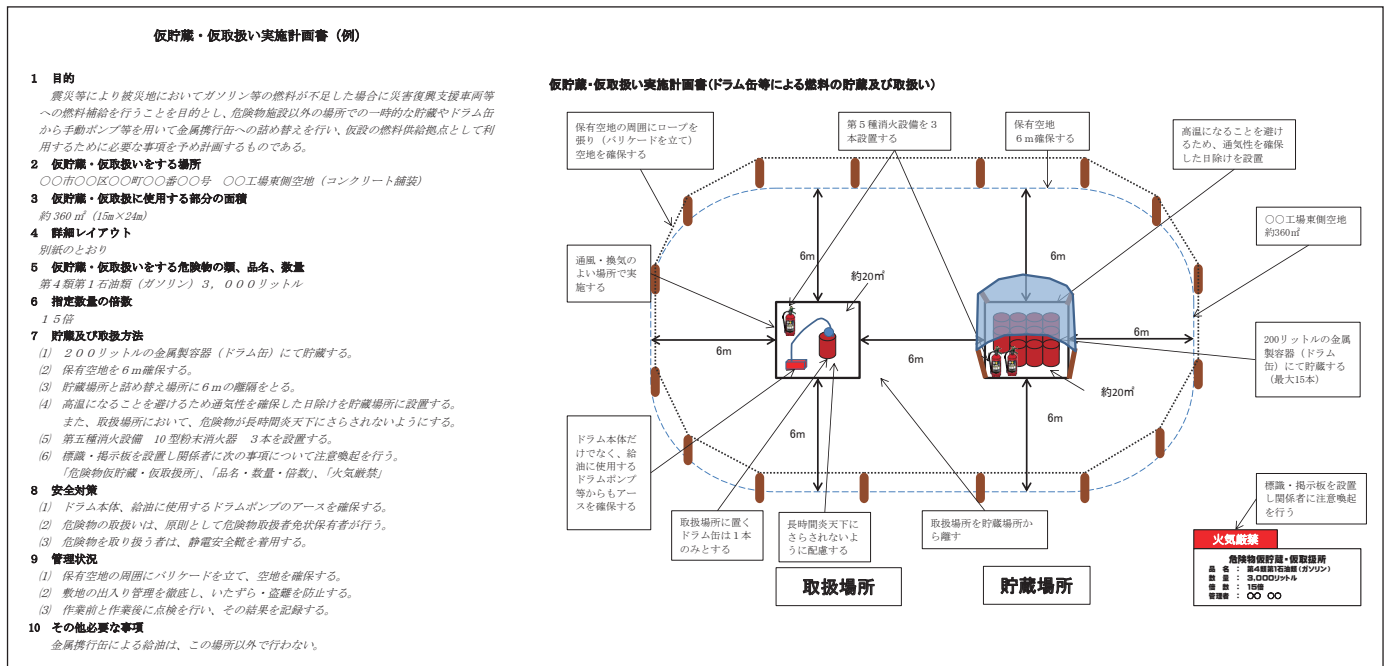 仮貯蔵・仮取扱い実施計画書（例）
1 目的
震災等により被災地においてガソリン等の燃料が不足した場合に災害復興支援車両等
への燃料補給を行うことを目的とし、危険物施設以外の場所での一時的な貯蔵やドラム缶
から手動ポンプ等を用いて金属携行缶への詰め替えを行い、仮設の燃料供給拠点として利
用するために必要な事項を予め計画するものである。
2 仮貯蔵・仮取扱いをする場所
○○市○○区○○町○○番○○号 ○○工場東側空地（コンクリート舗装）
3 仮貯蔵・仮取扱に使用する部分の面積
約 360 ㎡（15m×24m）
4 詳細レイアウト
別紙のとおり
5 仮貯蔵・仮取扱いをする危険物の類、品名、数量
第４類第１石油類（ガソリン）３，０００リットル
6 指定数量の倍数
１５倍
7 貯蔵及び取扱方法
⑴ ２００リットルの金属製容器（ドラム缶）にて貯蔵する。
⑵ 保有空地を６ｍ確保する。
⑶ 貯蔵場所と詰め替え場所に６ｍの離隔をとる。
⑷ 高温になることを避けるため通気性を確保した日除けを貯蔵場所に設置する。
また、取扱場所において、危険物が長時間炎天下にさらされないようにする。
⑸ 第五種消火設備 10 型粉末消火器 ３本を設置する。
⑹ 標識・掲示板を設置し関係者に次の事項について注意喚起を行う。
「危険物仮貯蔵・仮取扱所」、「品名・数量・倍数」、「火気厳禁」
8 安全対策
⑴ ドラム本体、給油に使用するドラムポンプのアースを確保する。
⑵ 危険物の取扱いは、原則として危険物取扱者免状保有者が行う。
⑶ 危険物を取り扱う者は、静電安全靴を着用する。
9 管理状況
⑴ 保有空地の周囲にバリケードを立て、空地を確保する。
⑵ 敷地の出入り管理を徹底し、いたずら・盗難を防止する。
⑶ 作業前と作業後に点検を行い、その結果を記録する。
10 その他必要な事項
金属携行缶による給油は、この場所以外で行わない。
仮貯蔵・仮取扱い実施計画書(ドラム缶等による燃料の貯蔵及び取扱い)
保有空地の周囲にロープを
張り（バリケードを立て）
空地を確保する
第５種消火設備を３
本設置する
保有空地
６ｍ確保する
高温になることを避け
るため、通気性を確保
した日除けを設置
○○工場東側空地
約360㎡
通風・換気の
よい場所で実
施する
6m
約20㎡
6m
6m
6m
6m
200リットルの金属
製容器（ドラム
缶）にて貯蔵する
（最大15本）
約20㎡
6m
6m
ドラム本体
だけでなく、給
油に使用する
ドラムポンプ
等からもアー
スを確保する
取扱場所に置く
ドラム缶は１本
のみとする
長時間炎天下に
さらされないよ
うに配慮する
取扱場所を貯蔵場所か
ら離す
標識・掲示板を設置
し関係者に注意喚起
を行う
取扱場所
貯蔵場所
火気厳禁
危険物仮貯蔵・仮取扱所
品 名 ： 第4類第1石油類(ガソリン)
数 量 ： 3,000リットル
倍 数 ： 15倍
管理者 ： ○○ ○○